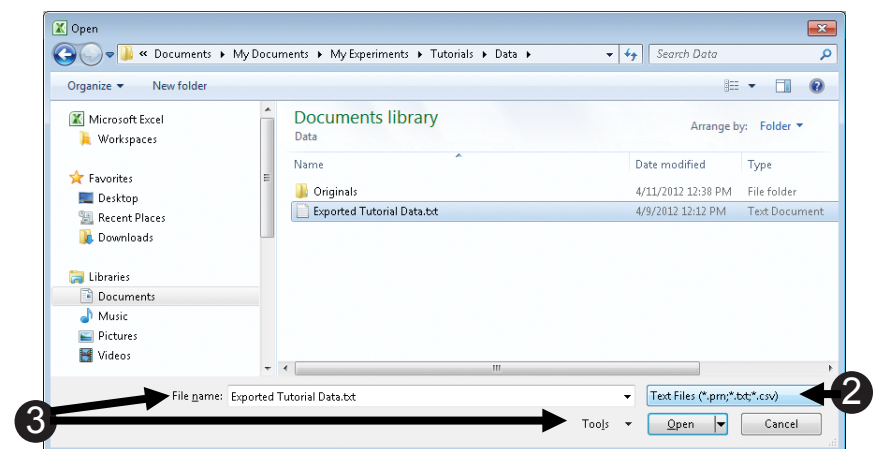 Open
« Documents ▸ My Documents ▸ My Experiments ▸ Tutorials ▸ Data ▸ Search Data
Organize ▾ New folder
Microsoft Excel
Workspaces
Favorites
Desktop
Recent Places
Downloads
Libraries
Documents
Music
Pictures
Videos
Documents library
Data
Arrange by: Folder ▾
Name Date modified Type
Originals 4/11/2012 12:38 PM File folder
Exported Tutorial Data.txt 4/9/2012 12:12 PM Text Document
File name: Exported Tutorial Data.txt Text Files (*.prn;*.txt;*.csv) 2
3 Tools ▾ Open Cancel